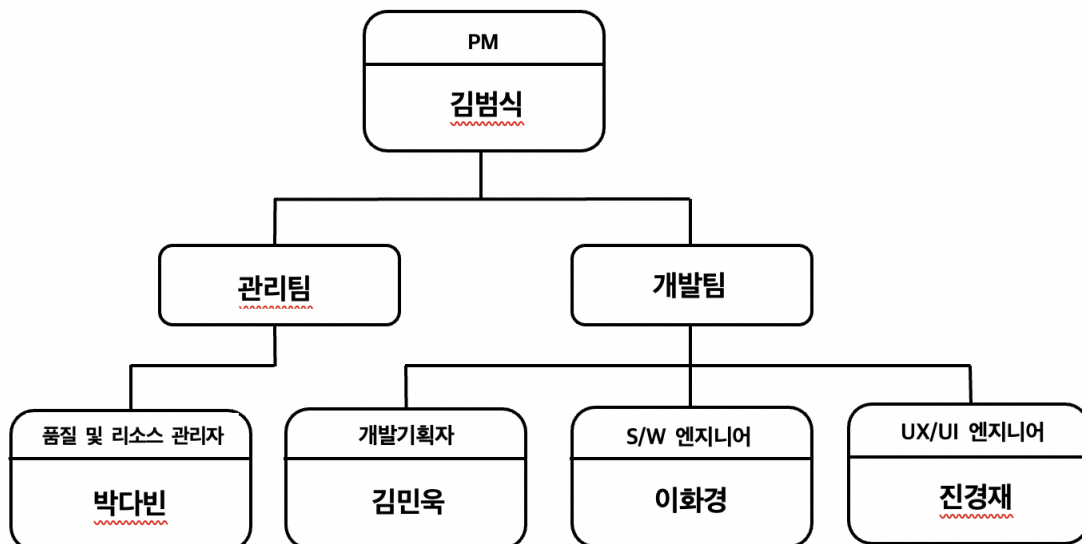 PM
김범식
관리팀
개발팀
품질 및 리소스 관리자
박다빈
개발기획자
김민욱
S/W 엔지니어
이화경
UX/UI 엔지니어
진경재